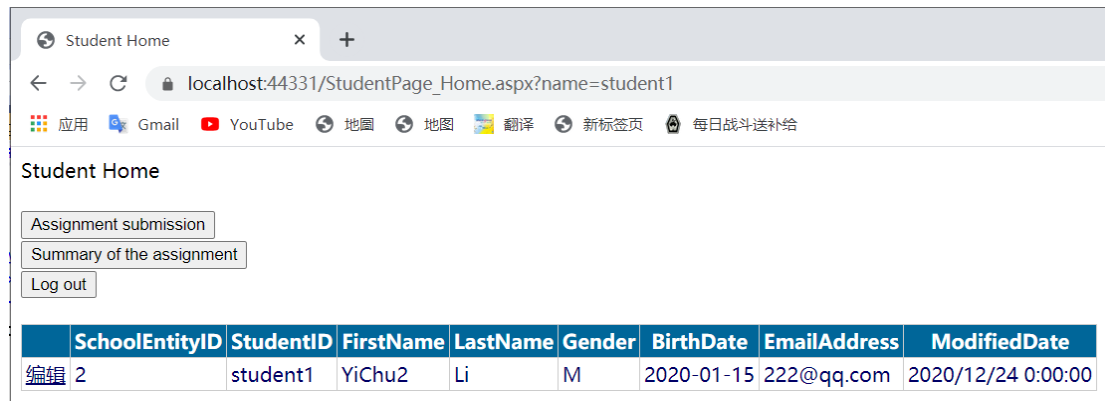 Student Home
localhost:44331/StudentPage_Home.aspx?name=student1
应用 Gmail YouTube 地圖 地图 翻译 新标签页 每日战斗送补给
Student Home
Assignment submission
Summary of the assignment
Log out
SchoolEntityID StudentID FirstName LastName Gender BirthDate EmailAddress ModifiedDate
编辑 2 student1 YiChu2 Li M 2020-01-15 222@qq.com 2020/12/24 0:00:00